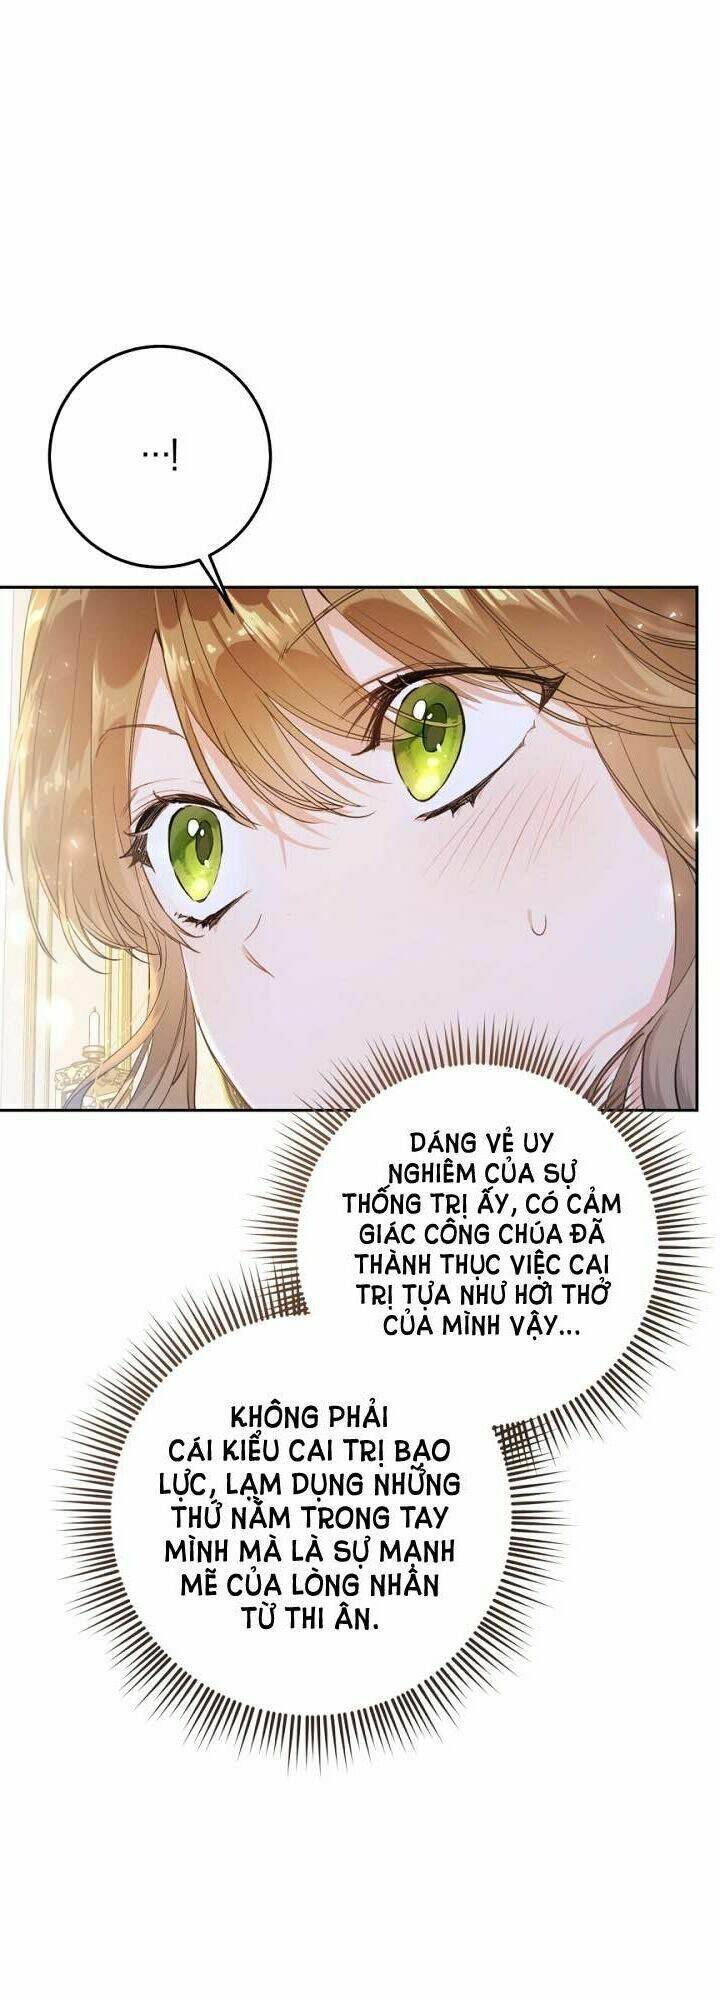 ...!
DÁNG VẺ UY
NGHIÊM CỦA SỰ
THỐNG TRỊ ẤY, CÓ CẢM
GIÁC CÔNG CHÚA ĐÃ
THÀNH THỤC VIỆC CAI
TRỊ TỰA NHƯ HƠI THỞ
CỦA MÌNH VẬY...
KHÔNG PHẢI
CÁI KIỂU CAI TRỊ BẠO
LỰC, LẠM DỤNG NHỮNG
THỨ NẰM TRONG TAY
MÌNH MÀ LÀ SỰ MẠNH
MẼ CỦA LÒNG NHÂN
TỪ THI ÂN.